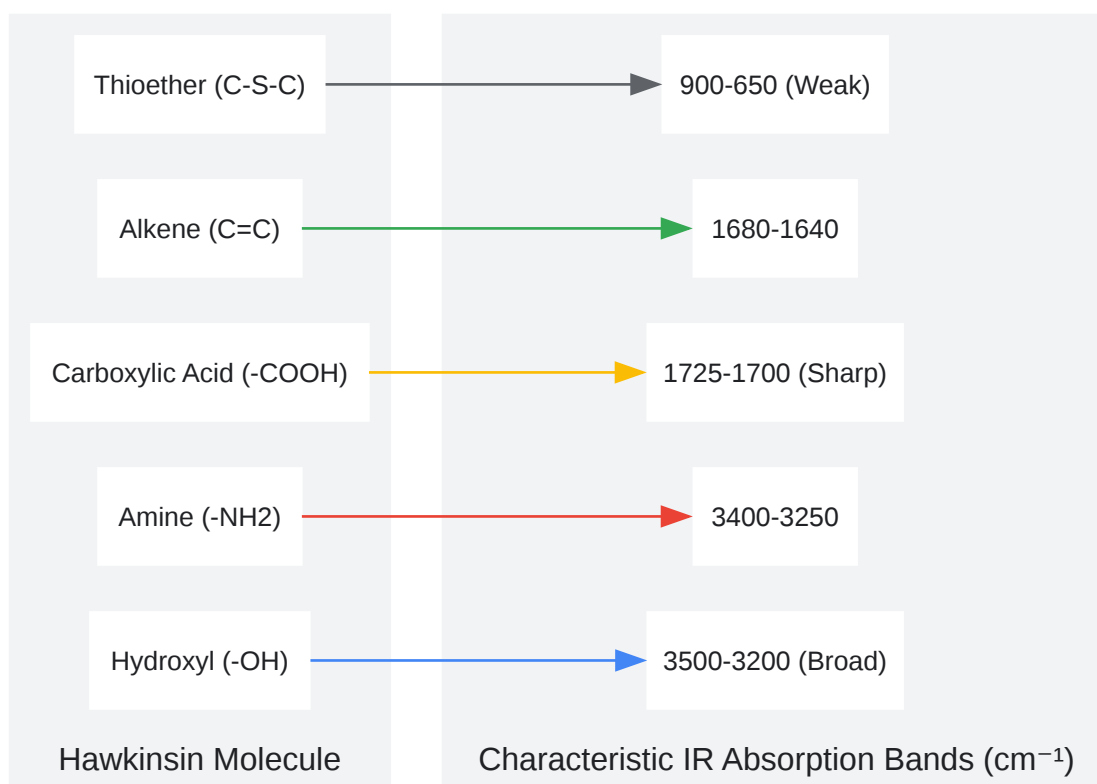 Thioether (C-S-C)
900-650 (Weak)
Alkene (C=C)
1680-1640
Carboxylic Acid (-COOH)
1725-1700 (Sharp)
Amine (-NH2)
3400-3250
Hydroxyl (-OH)
3500-3200 (Broad)
Hawkinsin Molecule
Characteristic IR Absorption Bands (cm⁻¹)